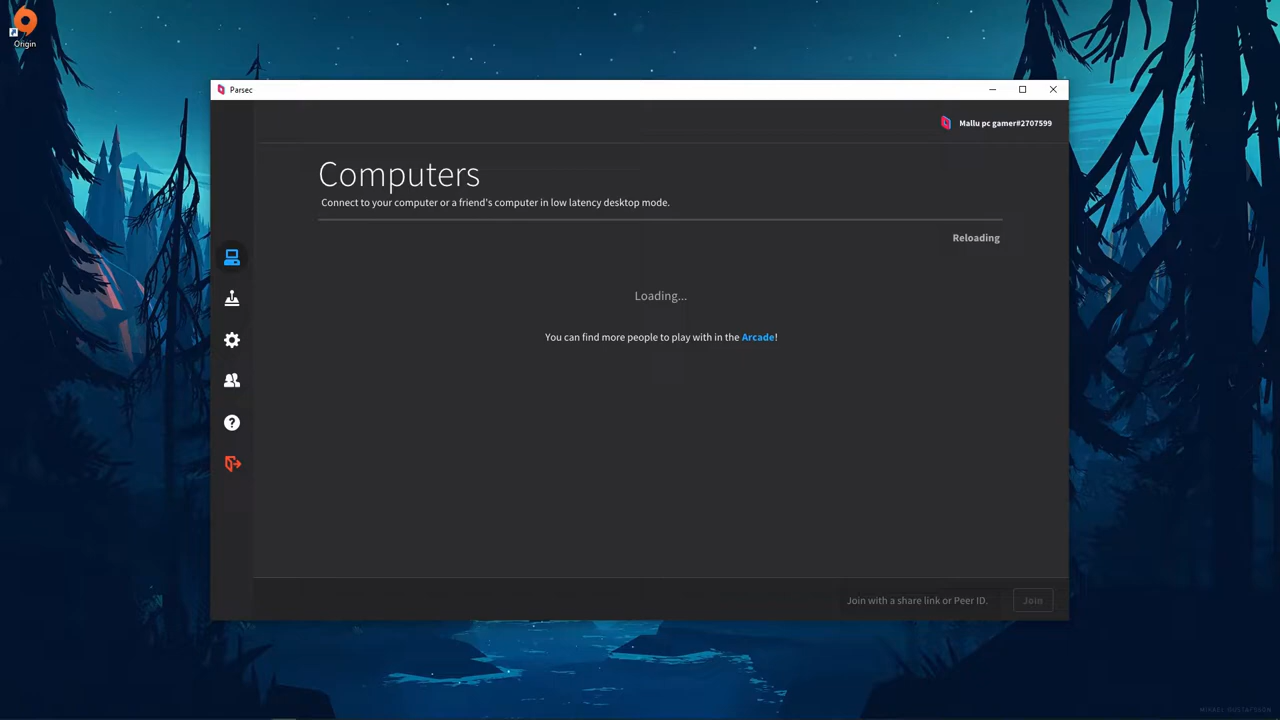 Origin
Parsec
Mallu pc gamer#2707599
Computers
Connect to your computer or a friend's computer in low latency desktop mode.
Reloading
Loading...
You can find more people to play with in the Arcade!
Join with a share link or Peer ID.
Join
MIKAEL GUSTAFSSON